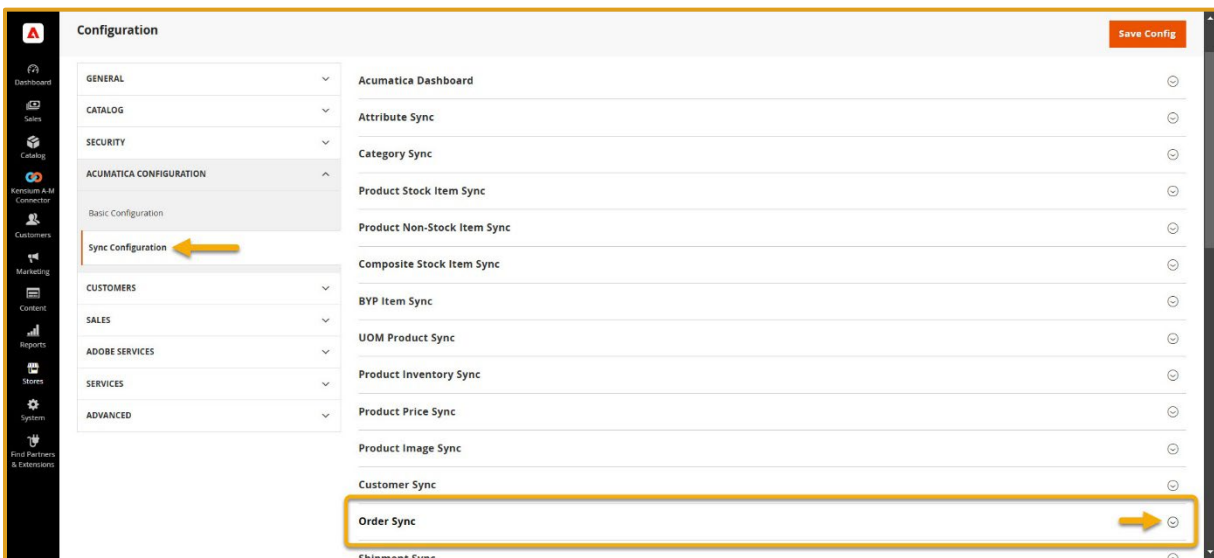 Configuration
Save Config
Dashboard
Sales
Catalog
Kensium A-M
Connector
Customers
Marketing
Content
Reports
Stores
System
Find Partners
& Extensions
GENERAL
CATALOG
SECURITY
ACUMATICA CONFIGURATION
Basic Configuration
Sync Configuration
CUSTOMERS
SALES
ADOBE SERVICES
SERVICES
ADVANCED
Acumatica Dashboard
Attribute Sync
Category Sync
Product Stock Item Sync
Product Non-Stock Item Sync
Composite Stock Item Sync
BYP Item Sync
UOM Product Sync
Product Inventory Sync
Product Price Sync
Product Image Sync
Customer Sync
Order Sync
Shipment Sync